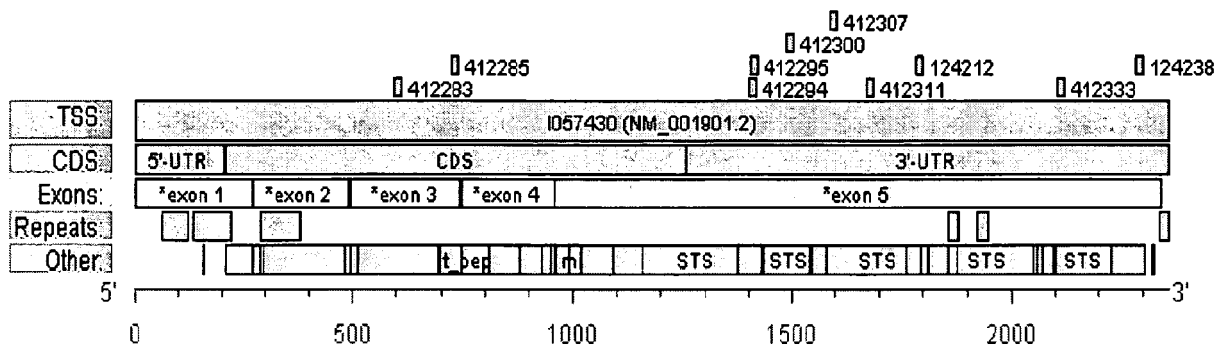 412307
412300
412285 412295 124212 124238
412283 412294 412311 412333
TSS: I057430 (NM_001901.2)
CDS: 5'-UTR CDS 3'-UTR
Exons: *exon 1 *exon 2 *exon 3 *exon 4 *exon 5
Repeats:
Other: t_pep m STS STS STS STS STS
5' 3'
0 500 1000 1500 2000